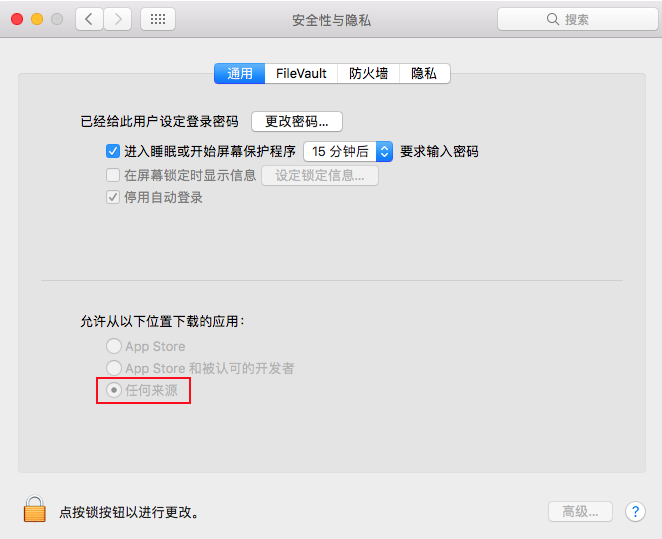 安全性与隐私
搜索
通用 FileVault 防火墙 隐私
已经给此用户设定登录密码 更改密码...
进入睡眠或开始屏幕保护程序 15 分钟后 要求输入密码
在屏幕锁定时显示信息 设定锁定信息...
停用自动登录
允许从以下位置下载的应用：
App Store
App Store 和被认可的开发者
任何来源
点按锁按钮以进行更改。
高级... ?